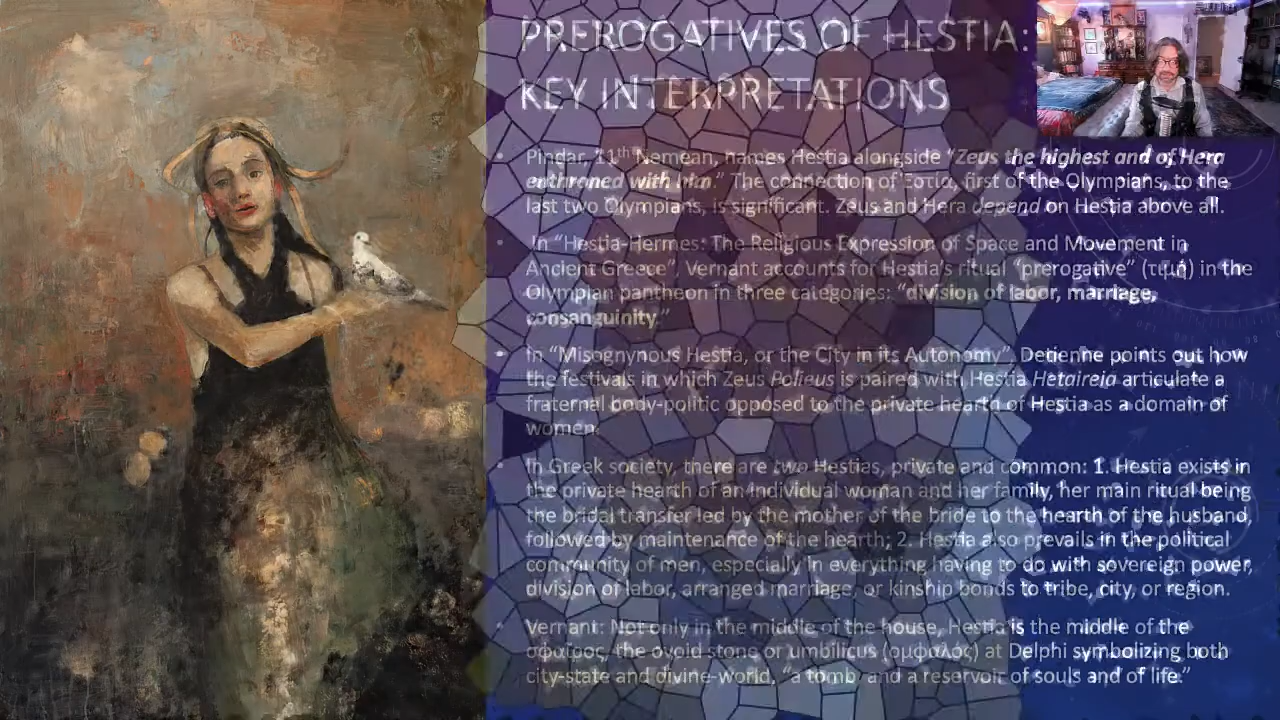 PREROGATIVES OF HESTIA:
KEY INTERPRETATIONS
• Pindar, 11th Nemean, names Hestia alongside “Zeus the highest and of Hera
enthroned with him.” The connection of Ἑστία, first of the Olympians, to the
last two Olympians, is significant. Zeus and Hera depend on Hestia above all.
• In “Hestia-Hermes: The Religious Expression of Space and Movement in
Ancient Greece”, Vernant accounts for Hestia’s ritual “prerogative” (τιμή) in the
Olympian pantheon in three categories: “division of labor, marriage,
consanguinity.”
• In “Misognynous Hestia, or the City in its Autonomy”, Detienne points out how
the festivals in which Zeus Polieus is paired with Hestia Hetaireia articulate a
fraternal body-politic opposed to the private hearth of Hestia as a domain of
women.
• In Greek society, there are two Hestias, private and common: 1. Hestia exists in
the private hearth of an individual woman and her family, her main ritual being
the bridal transfer led by the mother of the bride to the hearth of the husband,
followed by maintenance of the hearth; 2. Hestia also prevails in the political
community of men, especially in everything having to do with sovereign power,
division of labor, arranged marriage, or kinship bonds to tribe, city, or region.
• Vernant: Not only in the middle of the house, Hestia is the middle of the
the ovoid stone or umbilicus (ομφαλός) at Delphi symbolizing both
city-state and divine-world, “a tomb and a reservoir of souls and of life.”